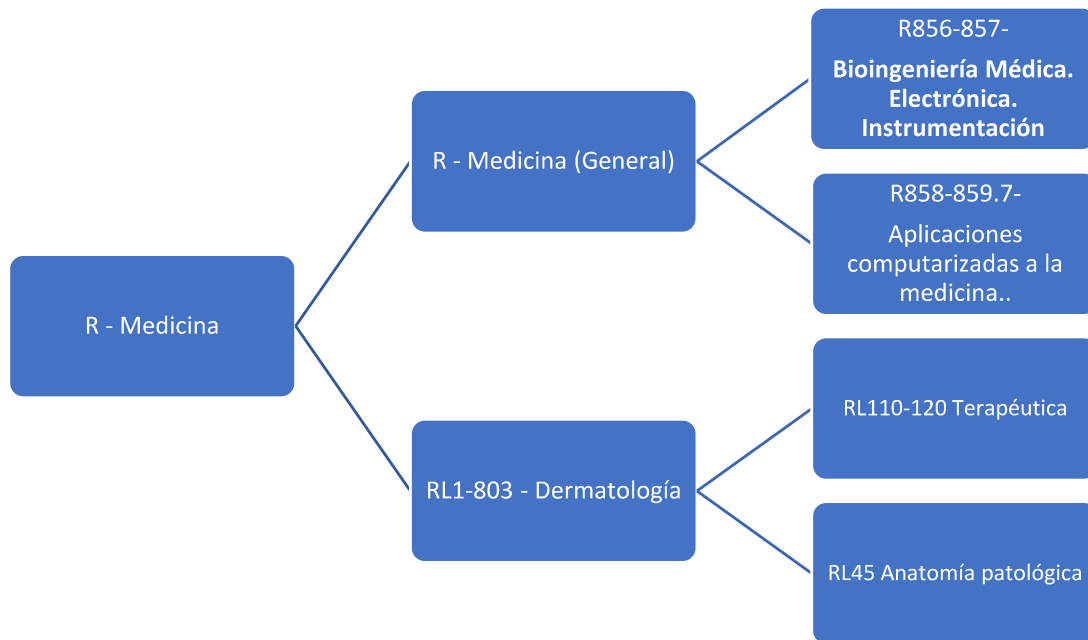 R - Medicina
R - Medicina (General)
R856-857-
Bioingeniería Médica.
Electrónica.
Instrumentación
R858-859.7-
Aplicaciones
computarizadas a la
medicina..
RL1-803 - Dermatología
RL110-120 Terapéutica
RL45 Anatomía patológica